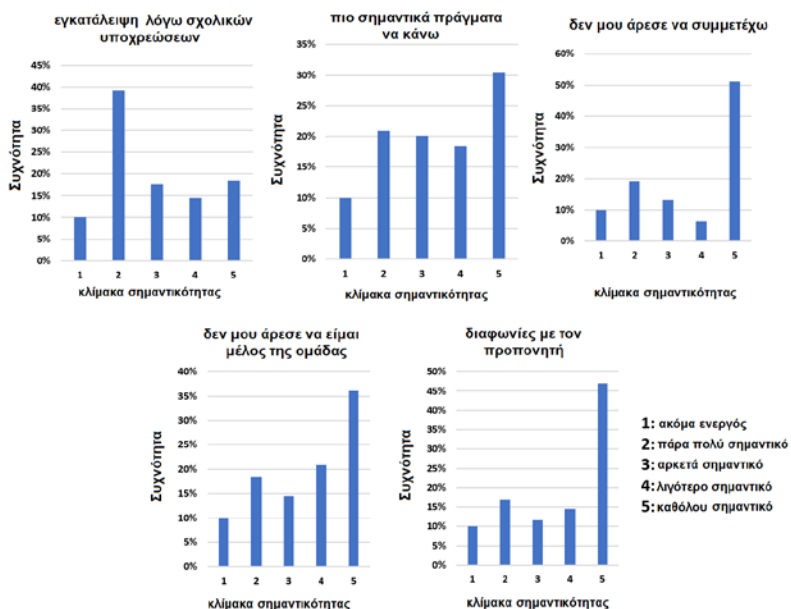 εγκατάλειψη λόγω σχολικών
υποχρεώσεων
45%
40%
35%
30%
25%
20%
15%
10%
5%
0%
Συχνότητα
1 2 3 4 5
κλίμακα σημαντικότητας
πιο σημαντικά πράγματα
να κάνω
35%
30%
25%
20%
15%
10%
5%
0%
Συχνότητα
1 2 3 4 5
κλίμακα σημαντικότητας
δεν μου άρεσε να συμμετέχω
60%
50%
40%
30%
20%
10%
0%
Συχνότητα
1 2 3 4 5
κλίμακα σημαντικότητας
δεν μου άρεσε να είμαι
μέλος της ομάδας
40%
35%
30%
25%
20%
15%
10%
5%
0%
Συχνότητα
1 2 3 4 5
κλίμακα σημαντικότητας
διαφωνίες με τον
προπονητή
50%
45%
40%
35%
30%
25%
20%
15%
10%
5%
0%
Συχνότητα
1 2 3 4 5
κλίμακα σημαντικότητας
1: ακόμα ενεργός
2: πάρα πολύ σημαντικό
3: αρκετά σημαντικό
4: λιγότερο σημαντικό
5: καθόλου σημαντικό